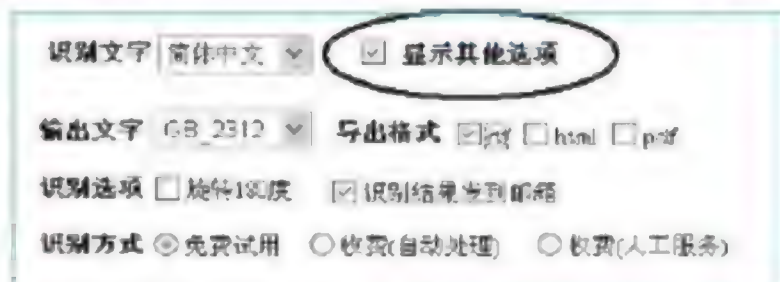 识别文字 简体中文 显示其他选项
输出文字 GB_2312 导出格式 rtf html pdf
识别选项 旋转180度 识别结果发到邮箱
识别方式 免费试用 收费(自动处理) 收费(人工服务)